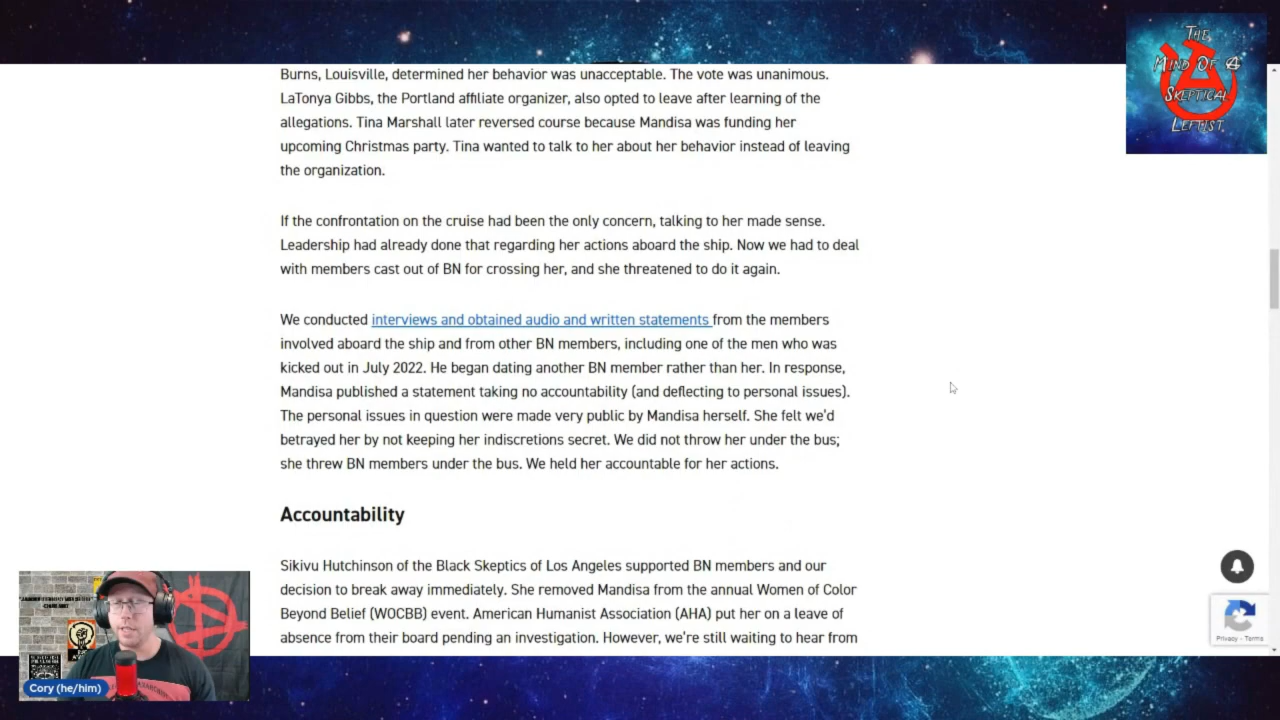 Burns, Louisville, determined her behavior was unacceptable. The vote was unanimous.
LaTonya Gibbs, the Portland affiliate organizer, also opted to leave after learning of the
allegations. Tina Marshall later reversed course because Mandisa was funding her
upcoming Christmas party. Tina wanted to talk to her about her behavior instead of leaving
the organization.
If the confrontation on the cruise had been the only concern, talking to her made sense.
Leadership had already done that regarding her actions aboard the ship. Now we had to deal
with members cast out of BN for crossing her, and she threatened to do it again.
We conducted interviews and obtained audio and written statements from the members
involved aboard the ship and from other BN members, including one of the men who was
kicked out in July 2022. He began dating another BN member rather than her. In response,
Mandisa published a statement taking no accountability (and deflecting to personal issues).
The personal issues in question were made very public by Mandisa herself. She felt we'd
betrayed her by not keeping her indiscretions secret. We did not throw her under the bus;
she threw BN members under the bus. We held her accountable for her actions.
Accountability
Sikivu Hutchinson of the Black Skeptics of Los Angeles supported BN members and our
decision to break away immediately. She removed Mandisa from the annual Women of Color
Beyond Belief (WOCBB) event. American Humanist Association (AHA) put her on a leave of
absence from their board pending an investigation. However, we're still waiting to hear from
THE
MIND OF A
SKEPTICAL
LEFTIST
Privacy - Terms
Cory (he/him)